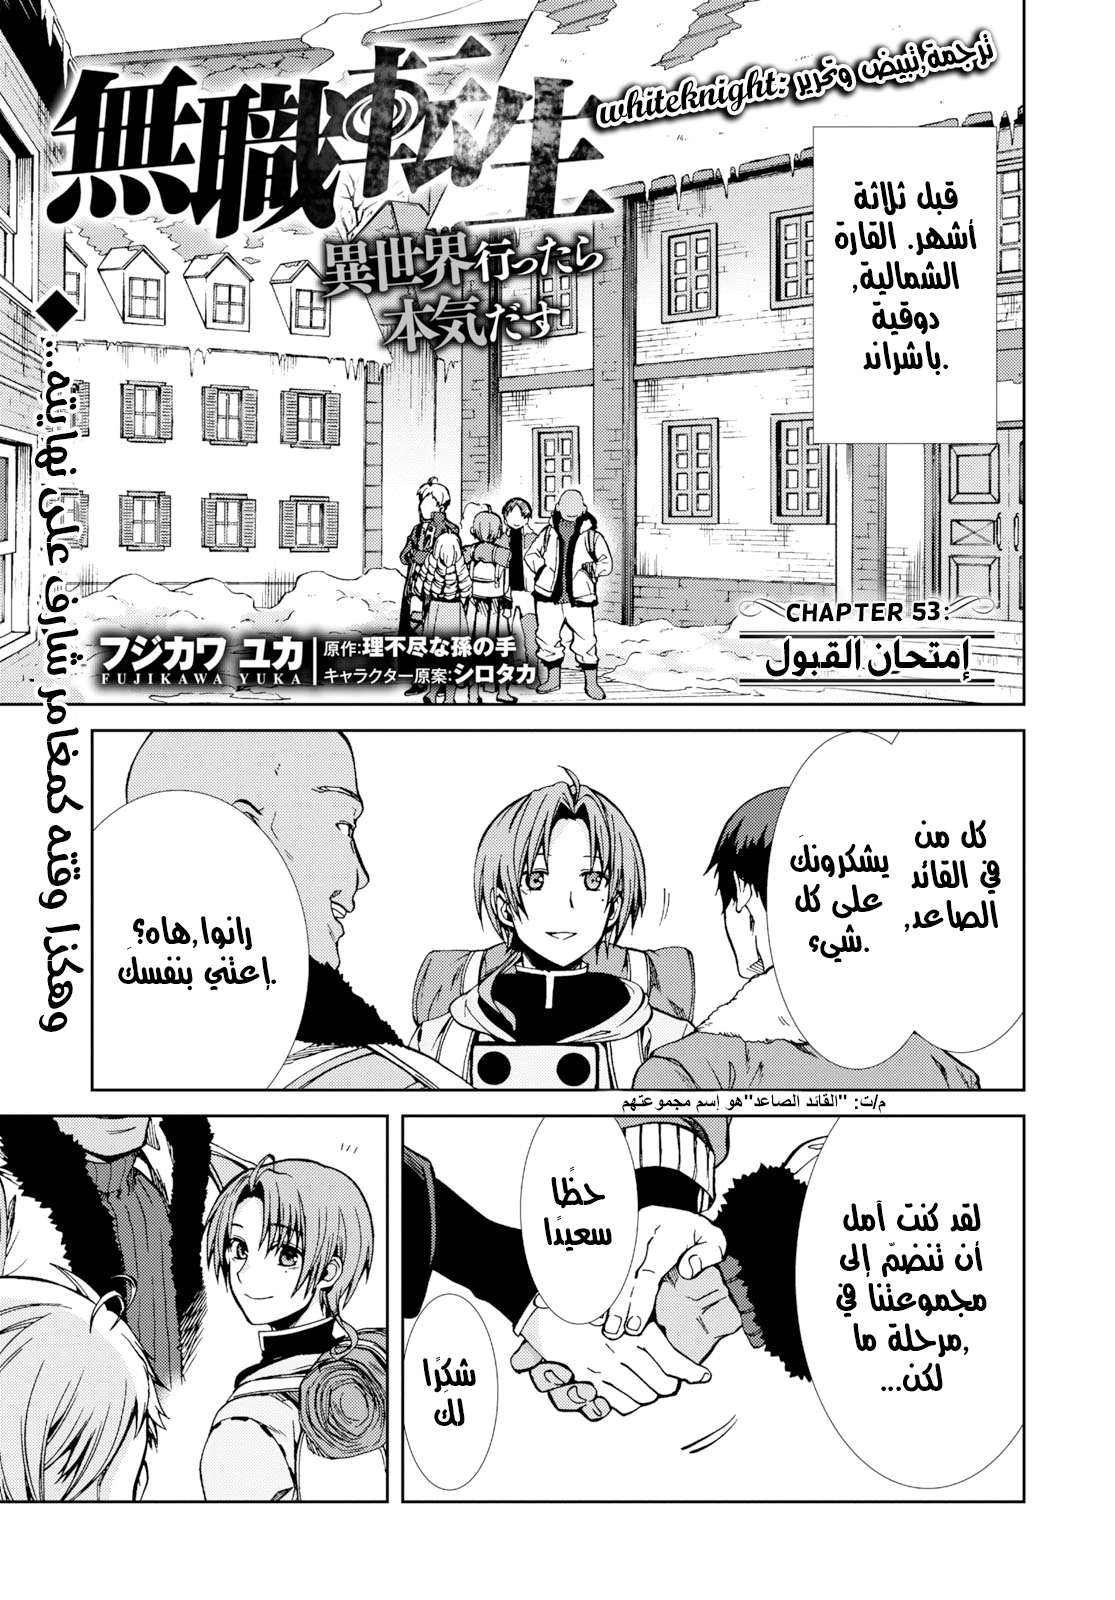 無職転生
異世界行ったら
本気だす
ترجمة,تبيض وتحرير :whiteknight
قبل ثلاثة
أشهر. القارة
الشمالية,
دوقية
باشراند.
وهكذا وقته كمغامر شارف على نهايته...
CHAPTER 53:
إمتحان القبول
フジカワ ユカ
FUJIKAWA YUKA
原作:理不尽な孫の手
キャラクター原案:シロタカ
كل من
في القائد
الصاعد,
يشكرونكَ
على كل
شيء.
رانوا,هاه؟
إعتني بنفسكَ.
م/ت: "القائد الصاعد"هو إسم مجموعتهم
لقد كنت آمل
أن تنضمّ إلى
مجموعتنا في
مرحلة ما,
لكن...
حظًا
سعيدًا
شكرًا
لك